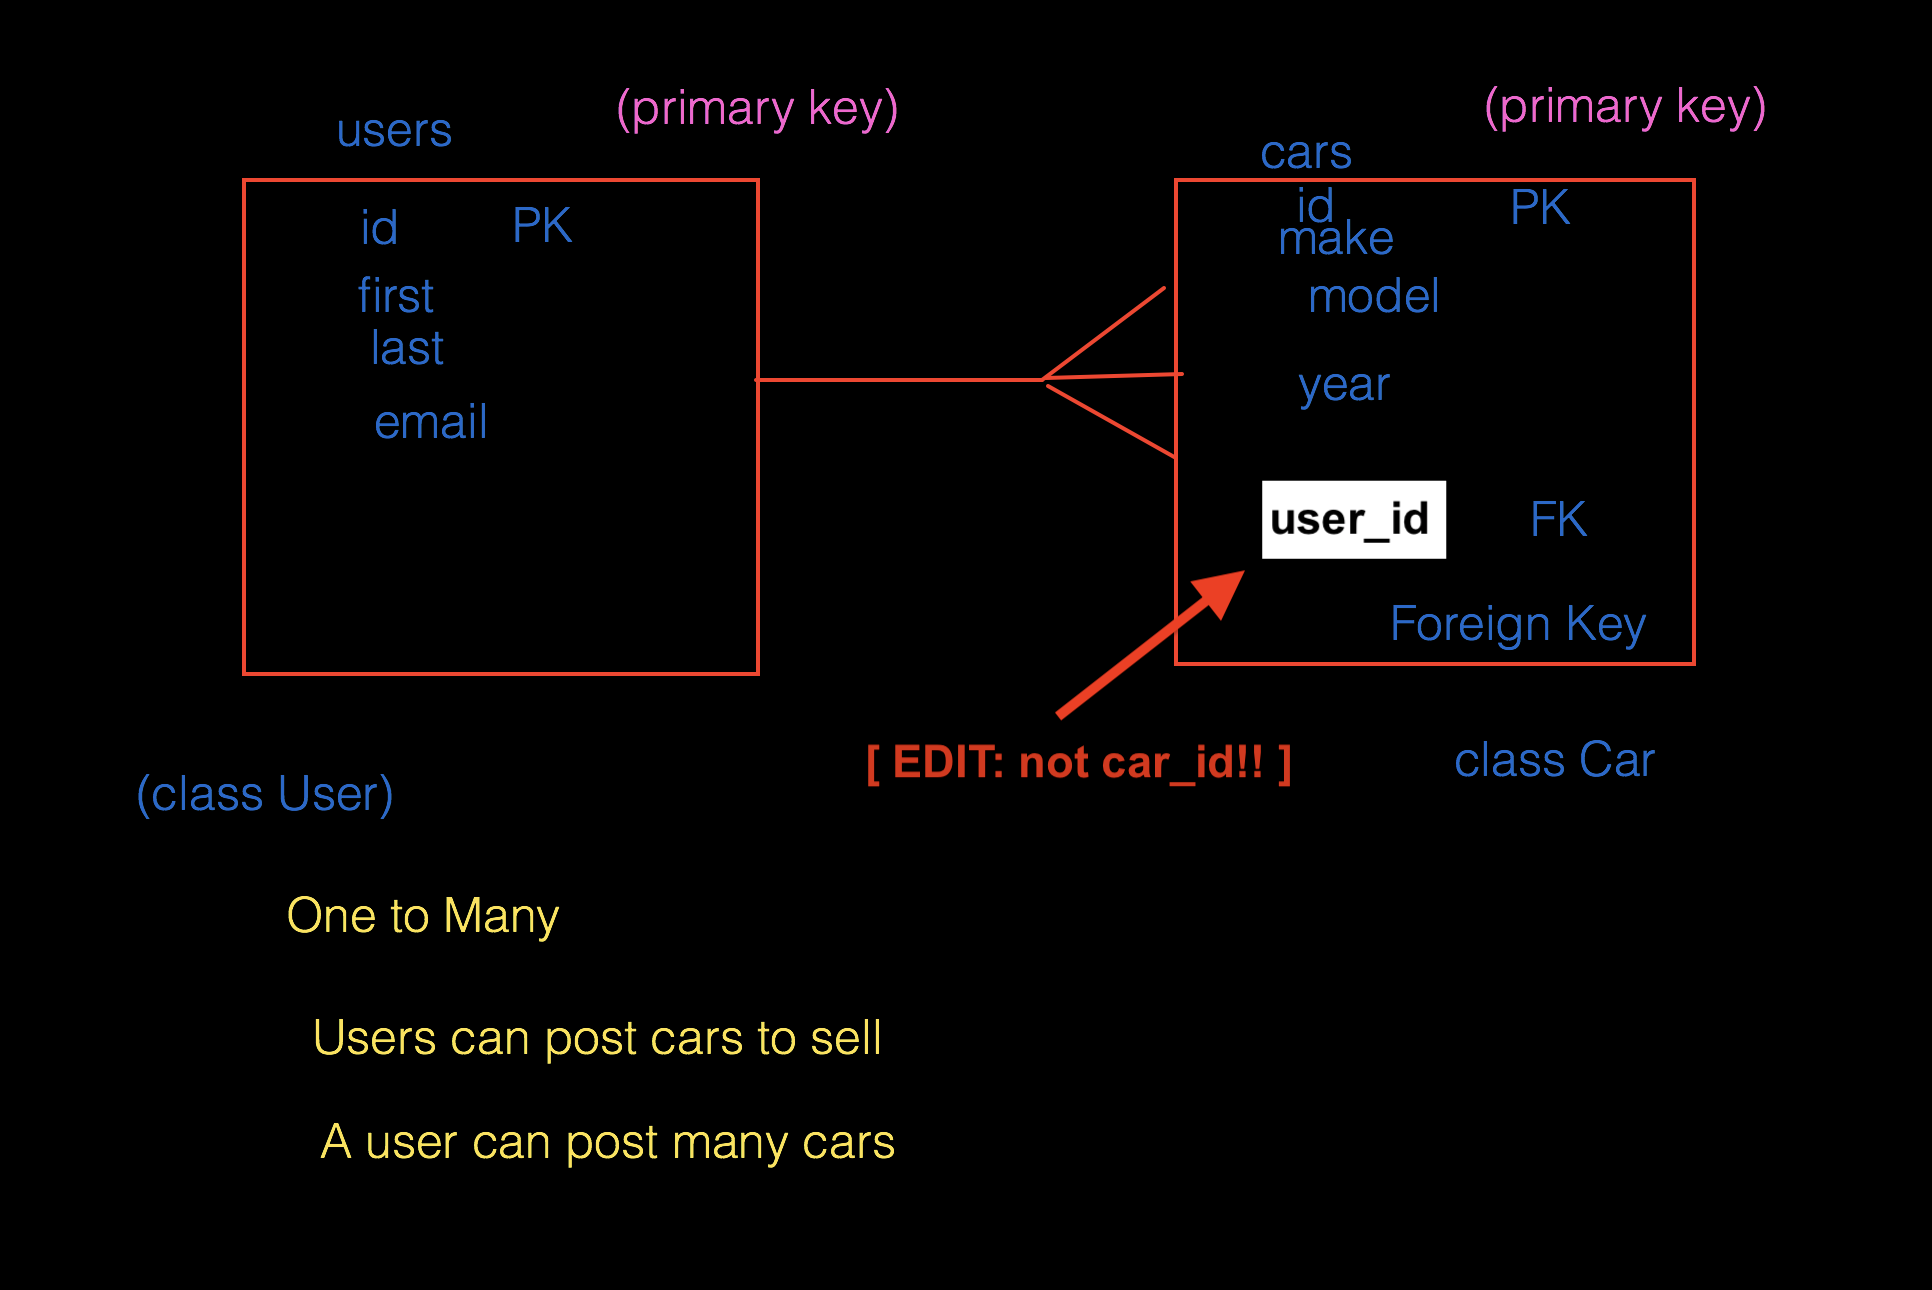 users
(primary key)
id PK
first
last
email
(class User)
(primary key)
cars
id PK
make
model
year
user_id FK
Foreign Key
[ EDIT: not car_id!! ]
class Car
One to Many
Users can post cars to sell
A user can post many cars